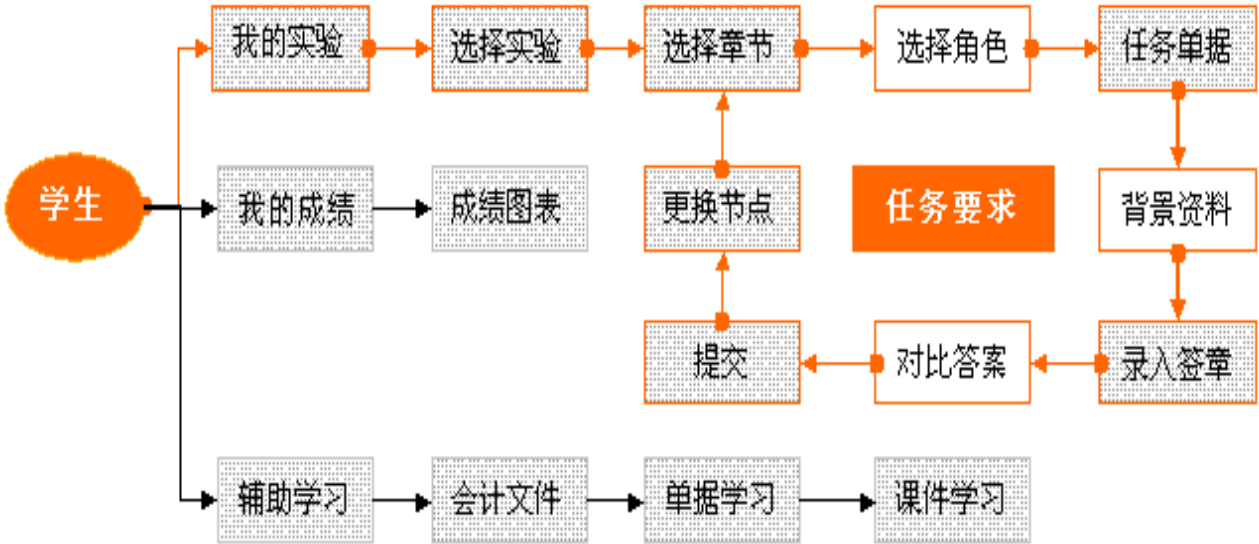 我的实验
选择实验
选择章节
选择角色
任务单据
学生
我的成绩
成绩图表
更换节点
任务要求
背景资料
提交
对比答案
录入签章
辅助学习
会计文件
单据学习
课件学习